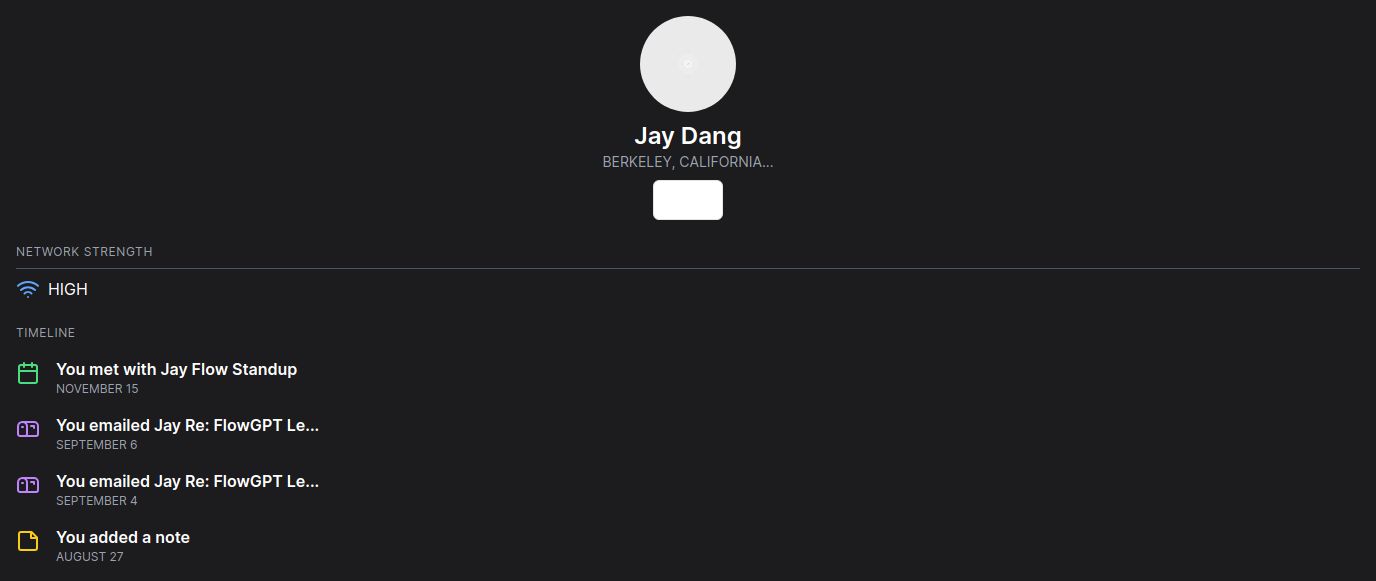 Jay Dang
BERKELEY, CALIFORNIA...
NETWORK STRENGTH
HIGH
TIMELINE
You met with Jay Flow Standup
NOVEMBER 15
You emailed Jay Re: FlowGPT Le...
SEPTEMBER 6
You emailed Jay Re: FlowGPT Le...
SEPTEMBER 4
You added a note
AUGUST 27